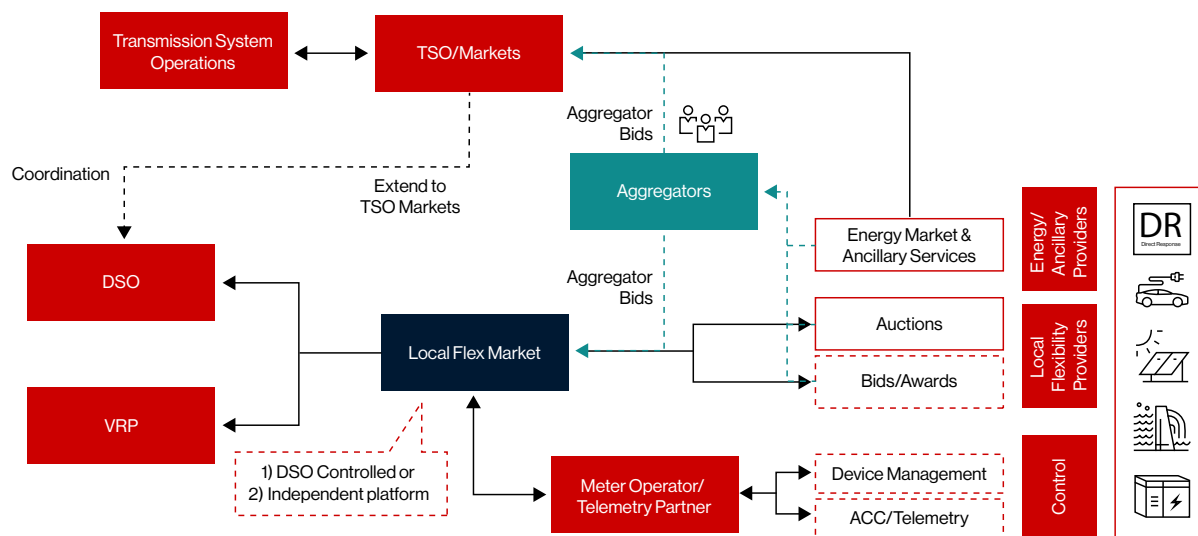 Transmission System
Operations
TSO/Markets
Aggregator
Bids
Coordination
Extend to
TSO Markets
Aggregators
Energy Market &
Ancillary Services
Energy/
Ancillary
Providers
DR
Direct Response
DSO
Aggregator
Bids
Local Flex Market
Auctions
Bids/Awards
Local
Flexibility
Providers
VRP
1) DSO Controlled or
2) Independent platform
Meter Operator/
Telemetry Partner
Device Management
ACC/Telemetry
Control